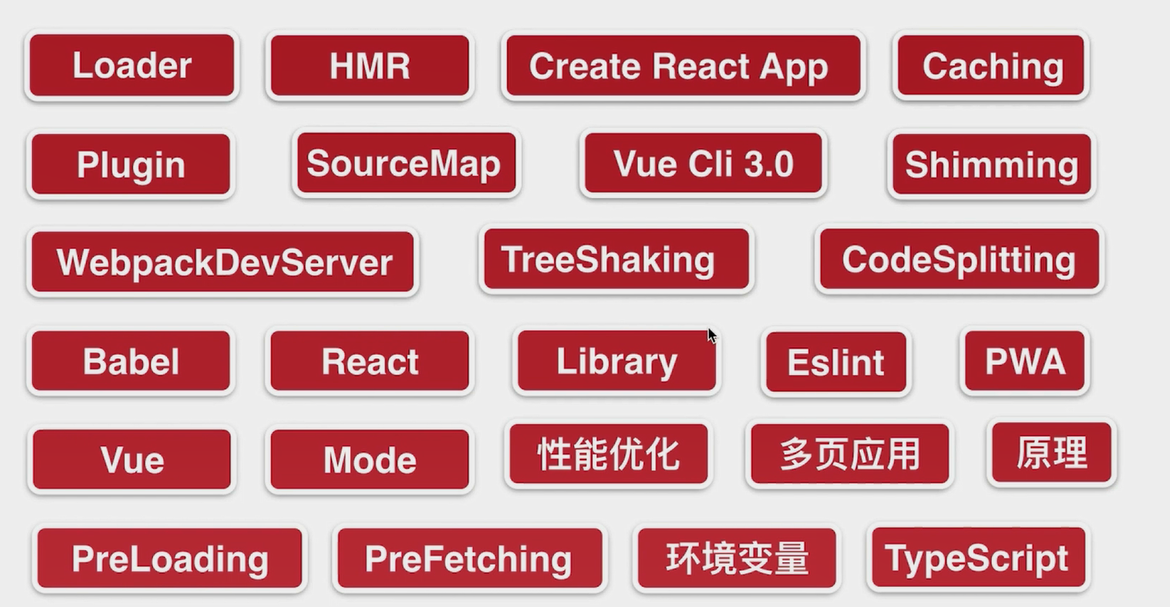 Loader HMR Create React App Caching
Plugin SourceMap Vue Cli 3.0 Shimming
WebpackDevServer TreeShaking CodeSplitting
Babel React Library Eslint PWA
Vue Mode 性能优化 多页应用 原理
PreLoading PreFetching 环境变量 TypeScript